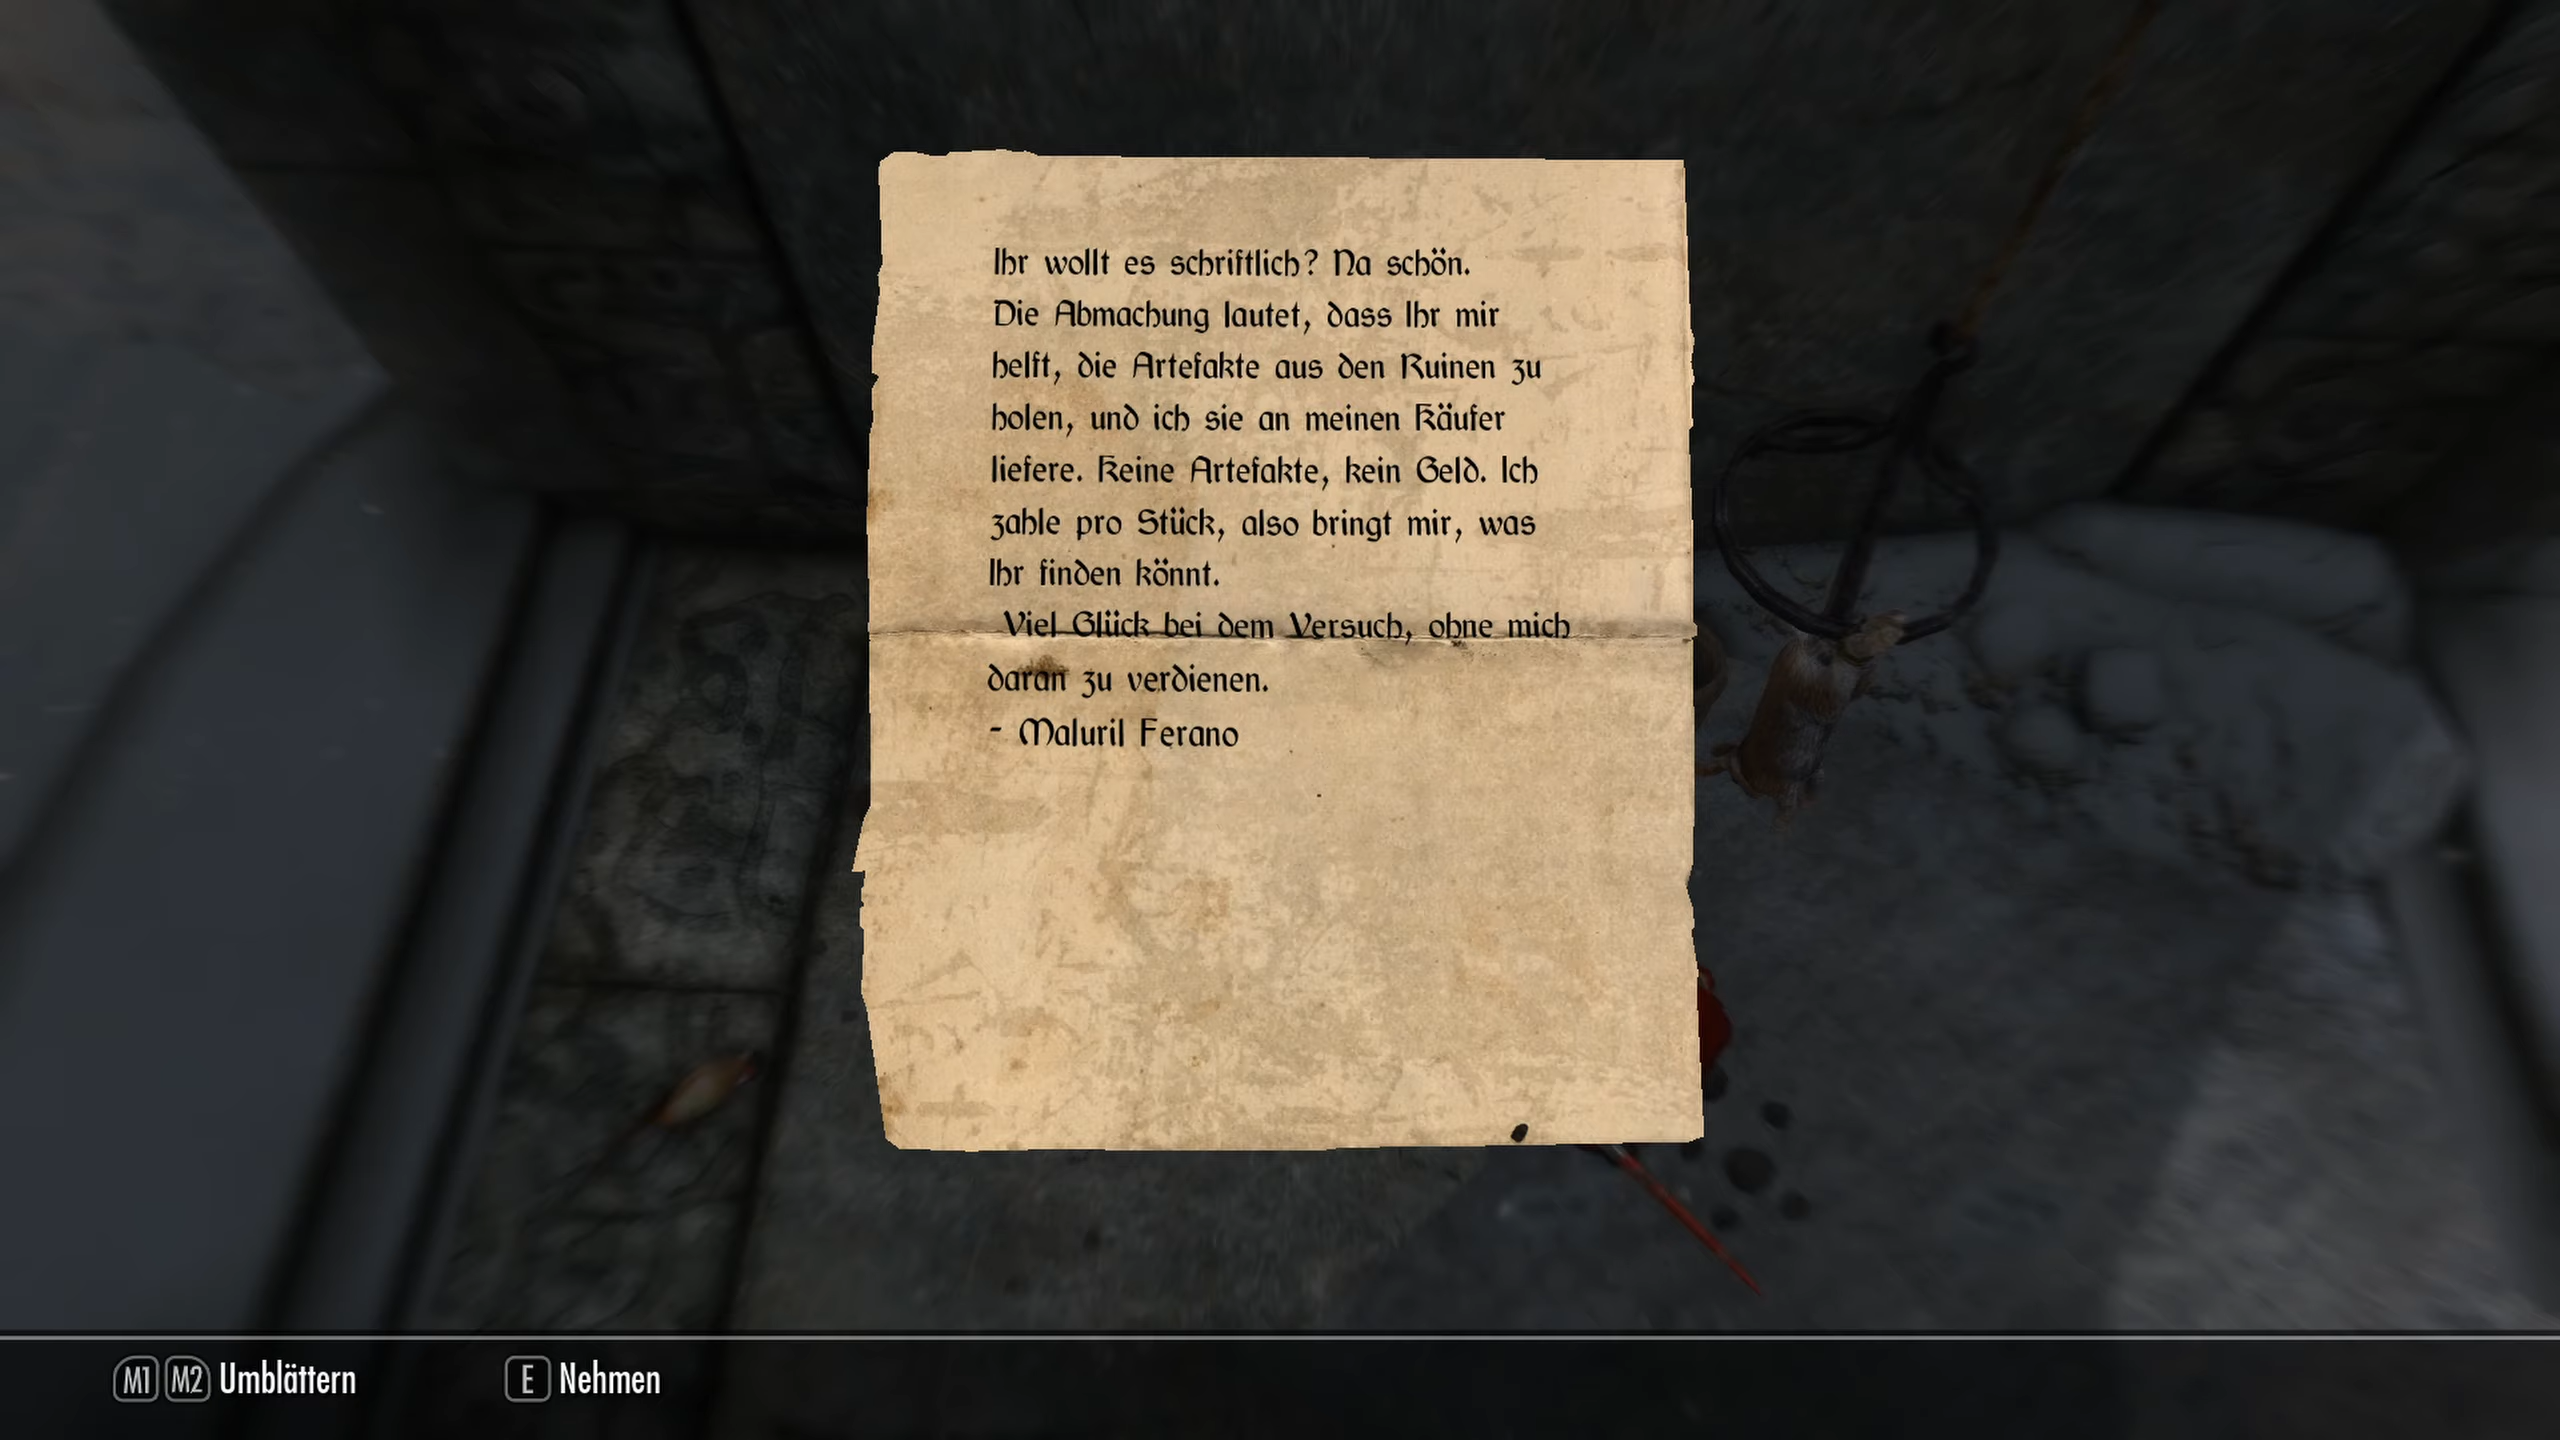 Ihr wollt es schriftlich? Na schön.
Die Abmachung lautet, dass Ihr mir
helft, die Artefakte aus den Ruinen zu
holen, und ich sie an meinen Käufer
liefere. Keine Artefakte, kein Geld. Ich
zahle pro Stück, also bringt mir, was
Ihr finden könnt.
Viel Glück bei dem Versuch, ohne mich
daran zu verdienen.
- Maluril Ferano
M1 M2 Umblättern E Nehmen